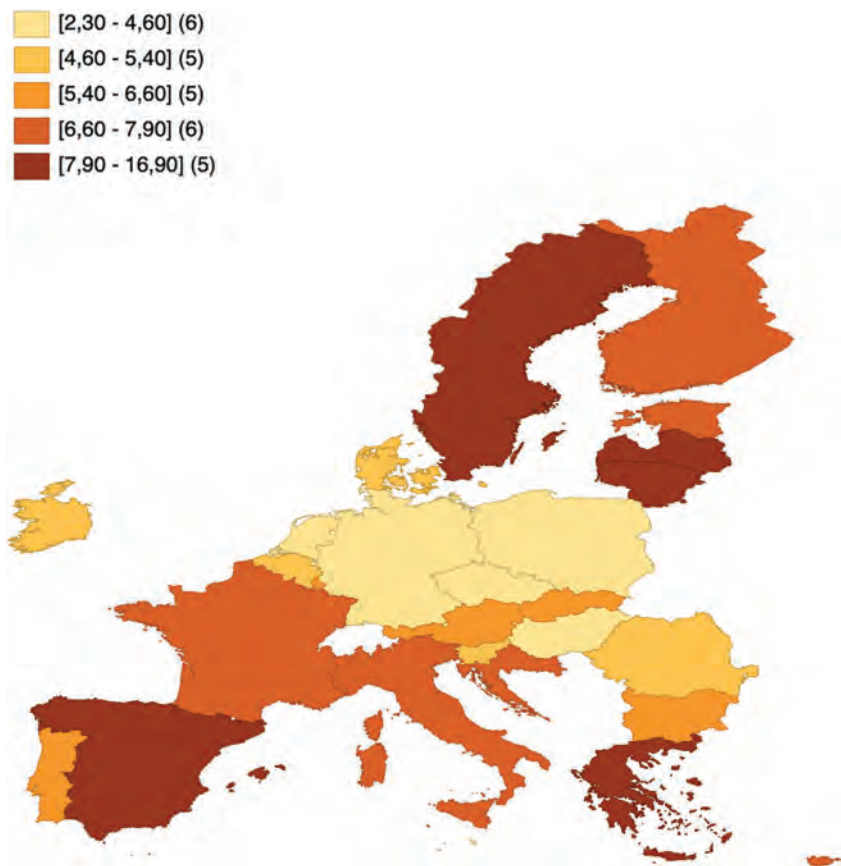 [2,30 - 4,60] (6)
[4,60 - 5,40] (5)
[5,40 - 6,60] (5)
[6,60 - 7,90] (6)
[7,90 - 16,90] (5)